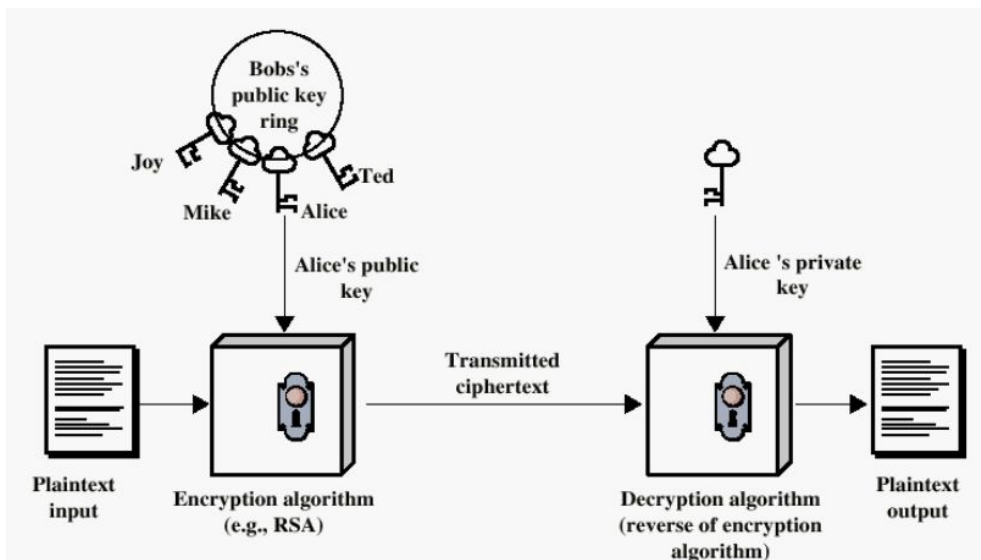 Bobs's
public key
ring
Joy
Ted
Mike
Alice
Alice's public
key
Alice 's private
key
Transmitted
ciphertext
Plaintext
input
Encryption algorithm
(e.g., RSA)
Decryption algorithm
(reverse of encryption
algorithm)
Plaintext
output